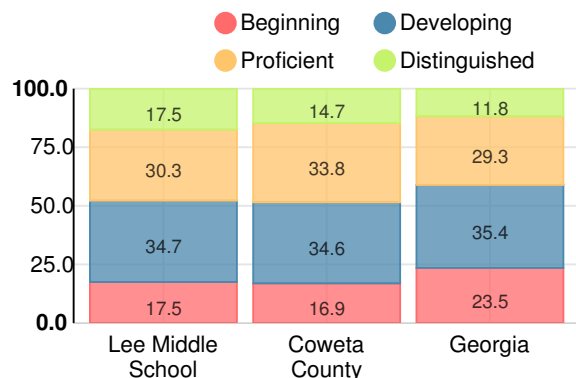 Beginning Developing
Proficient Distinguished
100.0
75.0
50.0
25.0
0.0
17.5 14.7 11.8
30.3 33.8 29.3
34.7 34.6 35.4
17.5 16.9 23.5
Lee Middle Coweta Georgia
School County